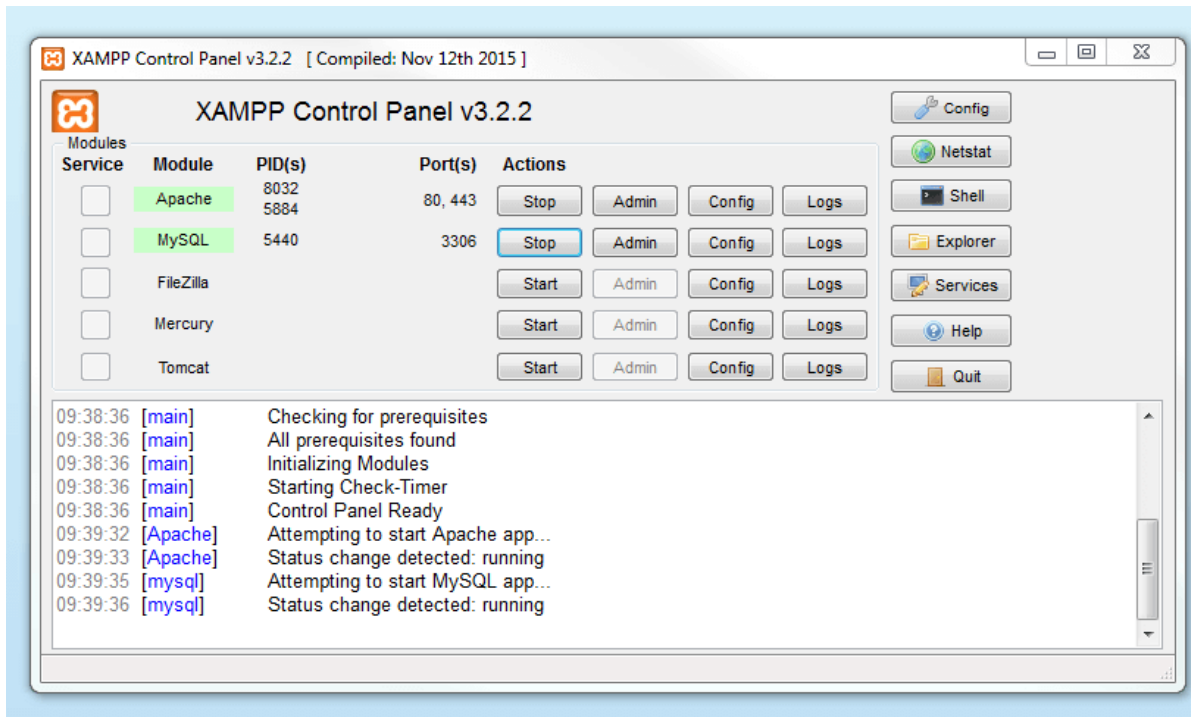 XAMPP Control Panel v3.2.2 [ Compiled: Nov 12th 2015 ]
XAMPP Control Panel v3.2.2
Config
Modules
Netstat
Service Module PID(s) Port(s) Actions
Apache 8032 5884 80, 443 Stop Admin Config Logs
Shell
MySQL 5440 3306 Stop Admin Config Logs
Explorer
FileZilla Start Admin Config Logs
Services
Mercury Start Admin Config Logs
Help
Tomcat Start Admin Config Logs
Quit
09:38:36 [main] Checking for prerequisites
09:38:36 [main] All prerequisites found
09:38:36 [main] Initializing Modules
09:38:36 [main] Starting Check-Timer
09:38:36 [main] Control Panel Ready
09:39:32 [Apache] Attempting to start Apache app...
09:39:33 [Apache] Status change detected: running
09:39:35 [mysql] Attempting to start MySQL app...
09:39:36 [mysql] Status change detected: running